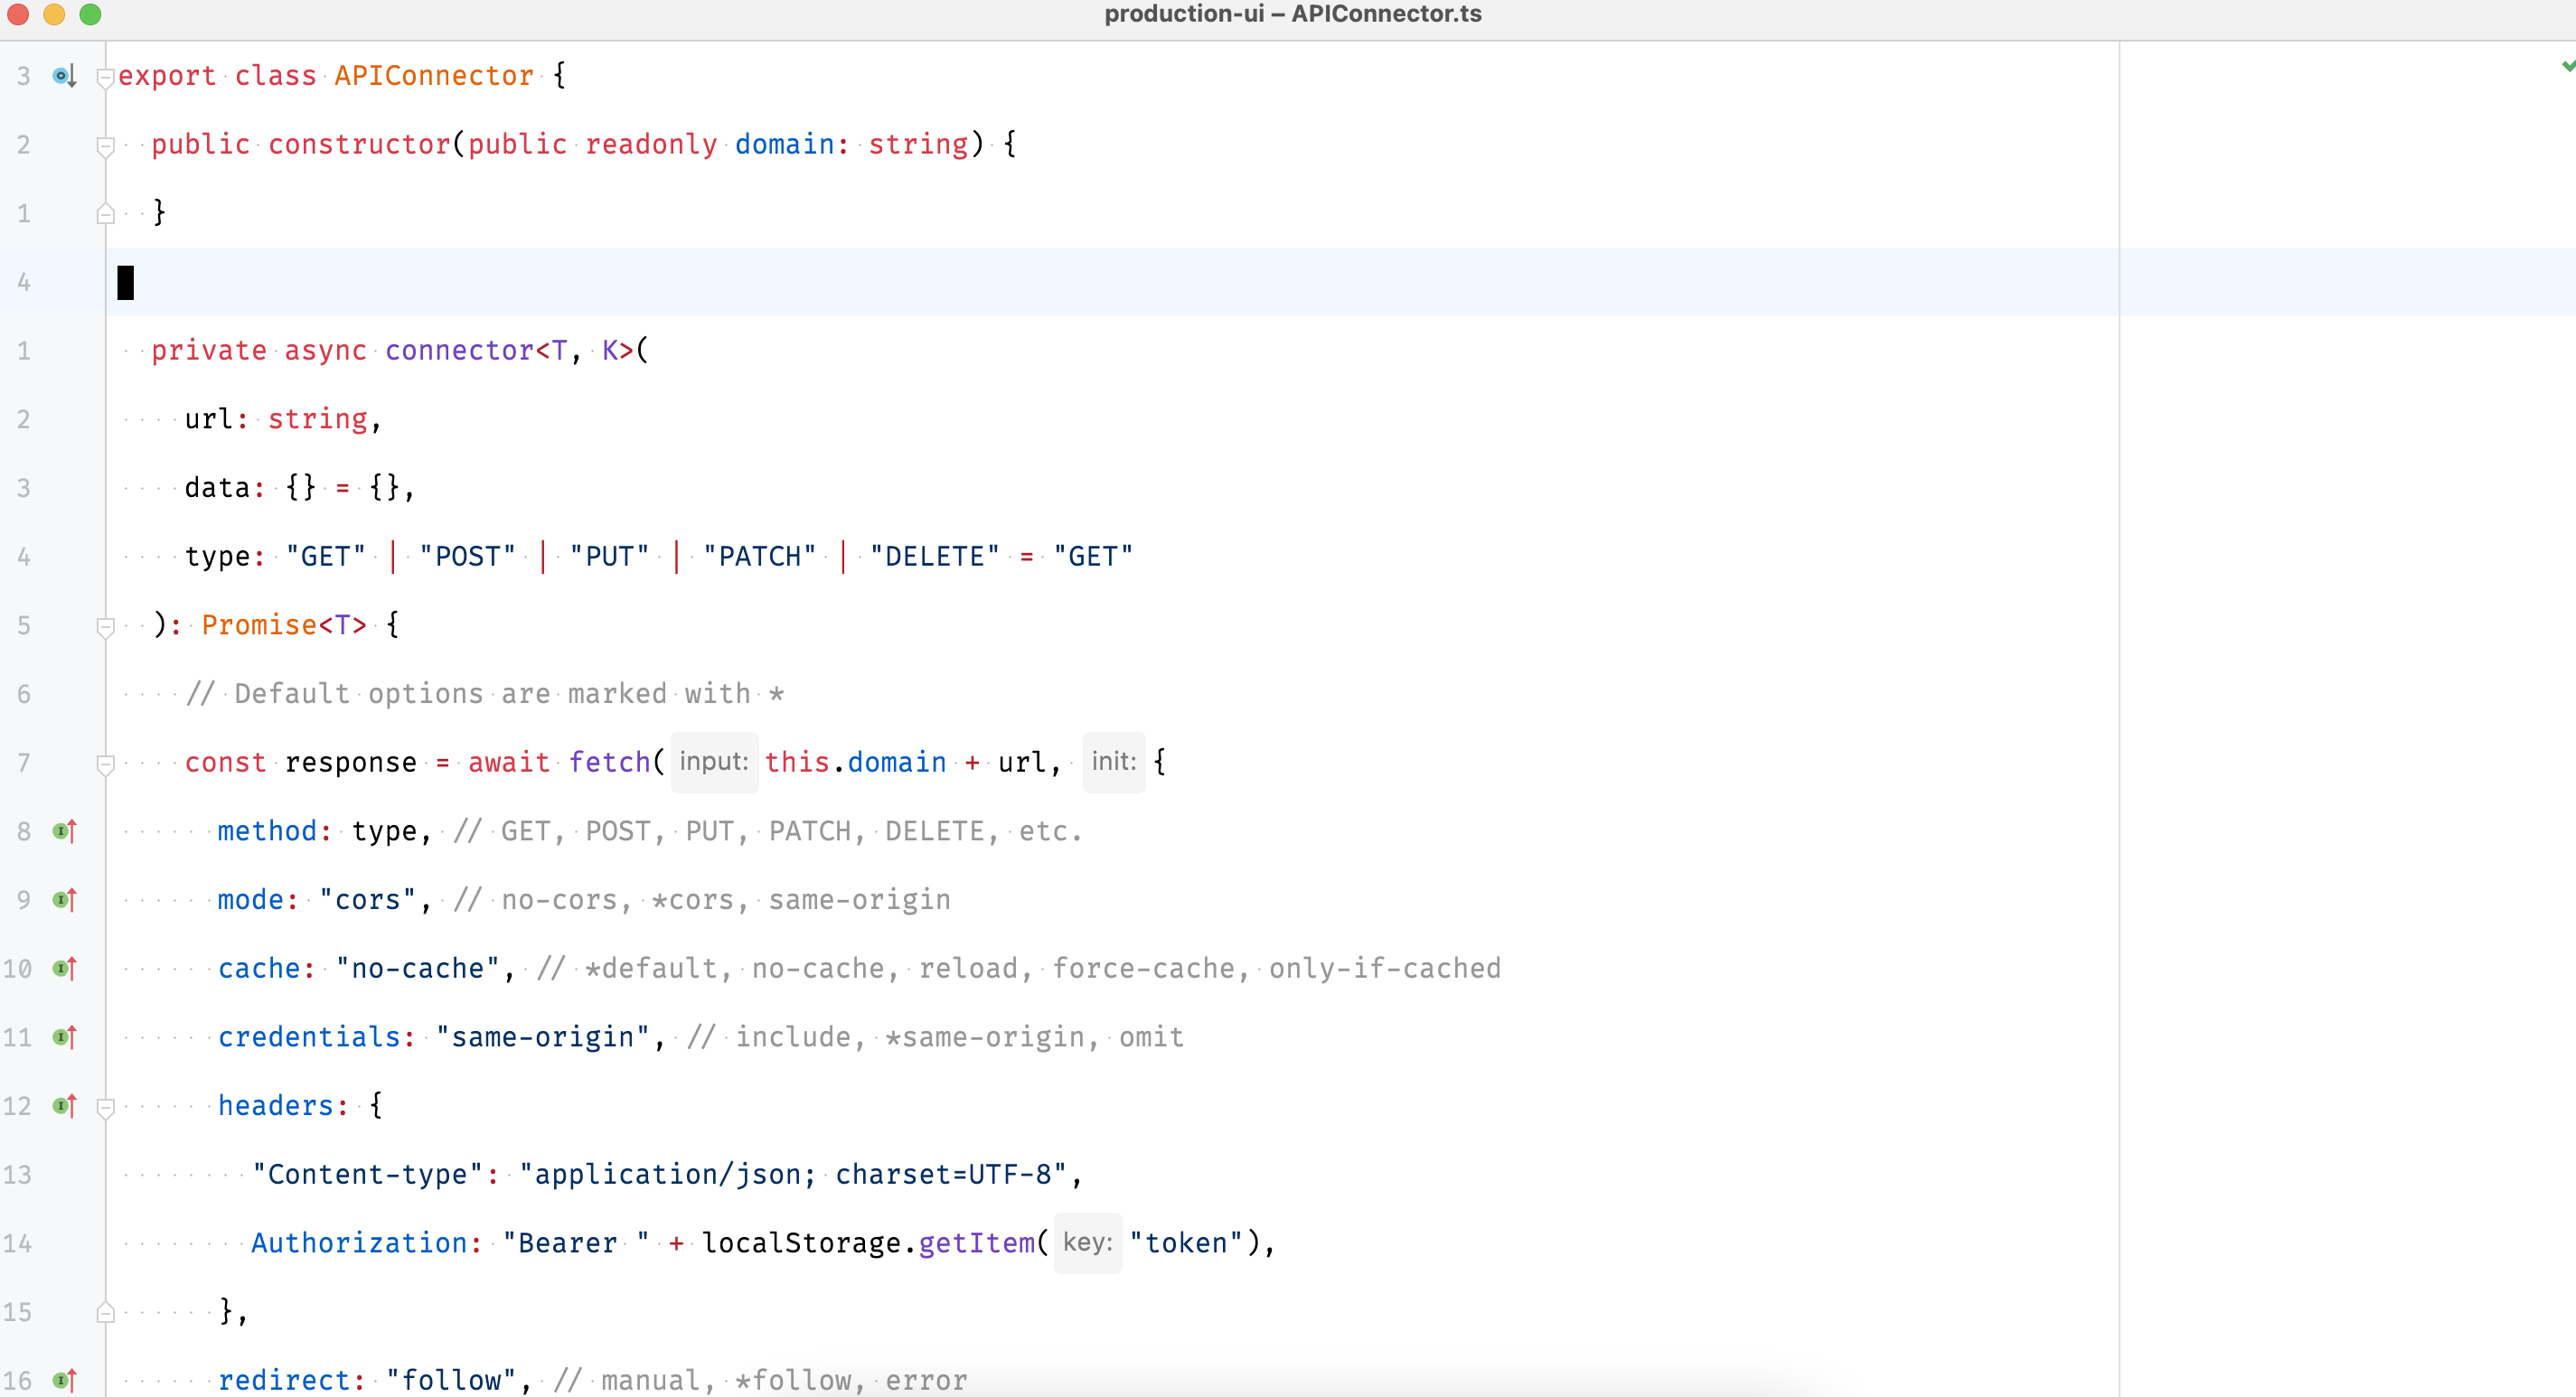 production-ui – APIConnector.ts
3 export class APIConnector {
2 public constructor(public readonly domain: string) {
1 }
4
1 private async connector<T, K>(
2 url: string,
3 data: {} = {},
4 type: "GET" | "POST" | "PUT" | "PATCH" | "DELETE" = "GET"
5 ): Promise<T> {
6 // Default options are marked with *
7 const response = await fetch( input: this.domain + url, init: {
8 method: type, // GET, POST, PUT, PATCH, DELETE, etc.
9 mode: "cors", // no-cors, *cors, same-origin
10 cache: "no-cache", // *default, no-cache, reload, force-cache, only-if-cached
11 credentials: "same-origin", // include, *same-origin, omit
12 headers: {
13 "Content-type": "application/json; charset=UTF-8",
14 Authorization: "Bearer " + localStorage.getItem( key: "token"),
15 },
16 redirect: "follow", // manual, *follow, error